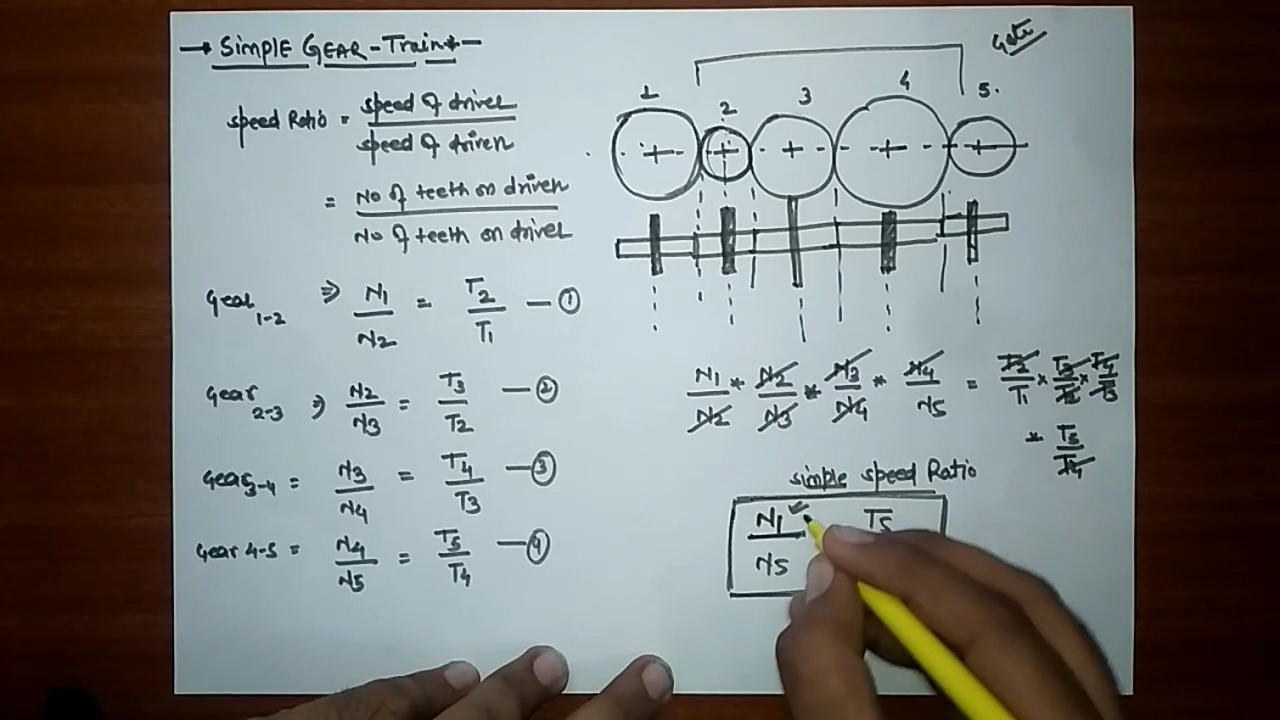 → SIMPLE GEAR-Train —
speed Ratio = speed of driver
speed of driven
= No of teeth on driven
No of teeth on driver
Gear 1-2 ⇒ N1 / N2 = T2 / T1 — ①
Gear 2-3 ⇒ N2 / N3 = T3 / T2 — ②
Gear 3-4 = N3 / N4 = T4 / T3 — ③
Gear 4-5 = N4 / N5 = T5 / T4 — ④
1 2 3 4 5.
N1 / N2 * N2 / N3 * N3 / N4 * N4 / N5 = T2 / T1 × T3 / T2 × T4 / T3
* T5 / T4
simple speed Ratio
N1 T5
N5